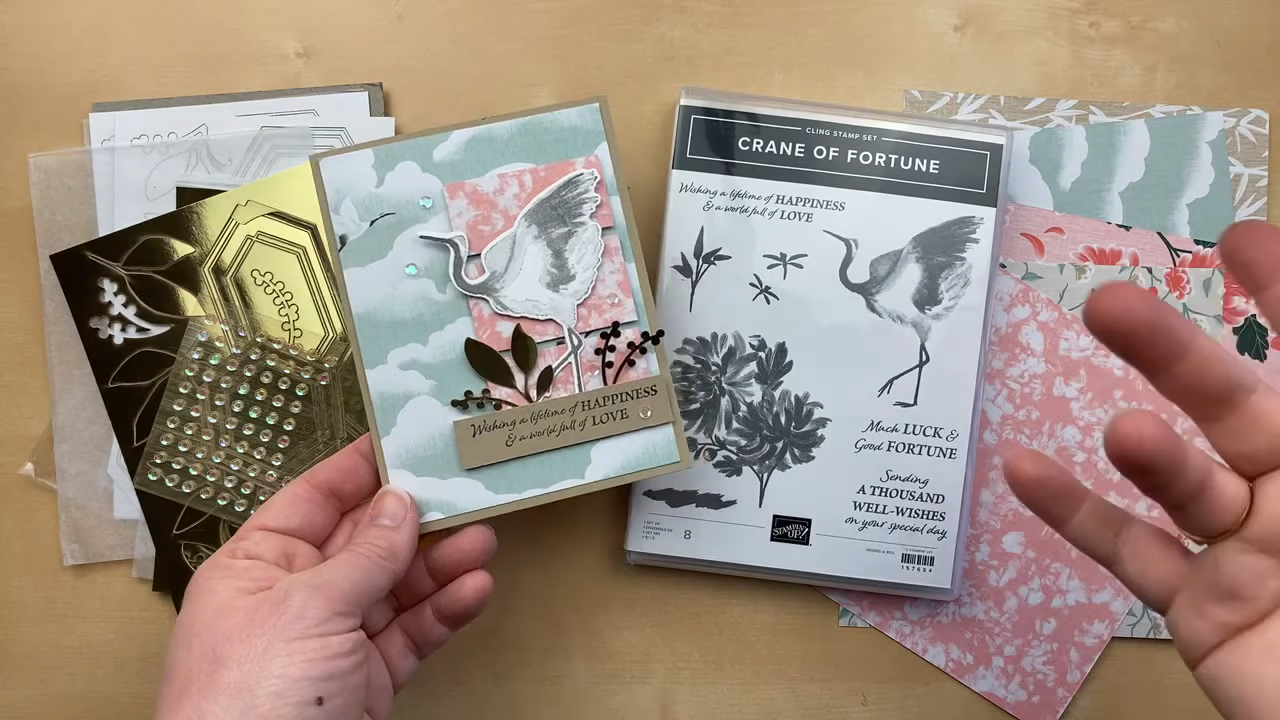 Wishing a lifetime of HAPPINESS
& a world full of LOVE
CLING STAMP SET
CRANE OF FORTUNE
Wishing a lifetime of HAPPINESS
& a world full of LOVE
Much LUCK &
Good FORTUNE
Sending
A THOUSAND
WELL-WISHES
on your special day
8
STAMPIN' UP!
157654